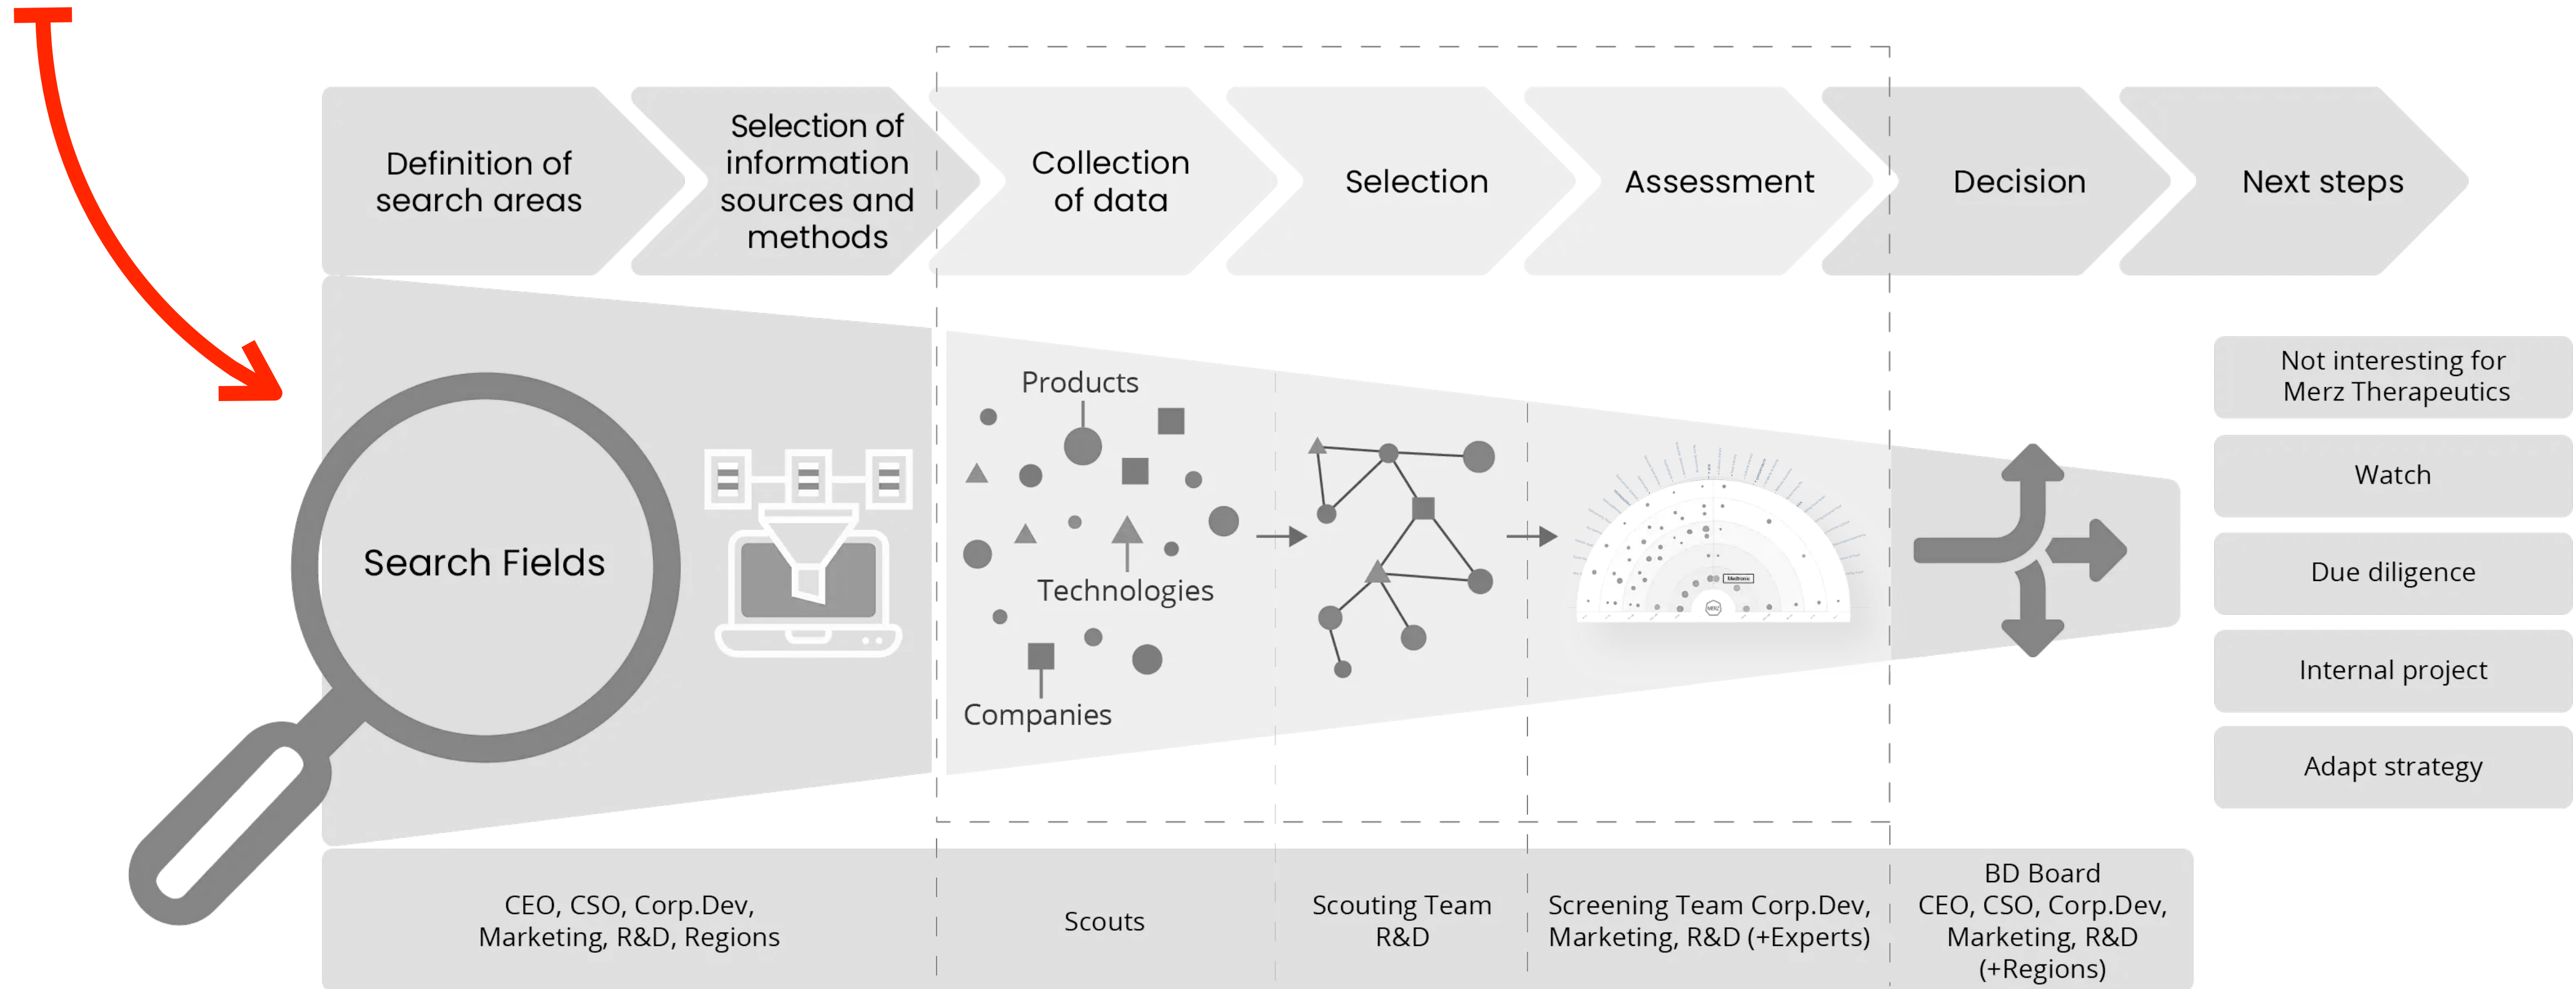 Definition of
search areas
Selection of
information
sources and
methods
Collection
of data
Selection
Assessment
Decision
Next steps
Search Fields
Products
Technologies
Companies
Medtronic
MERZ
Not interesting for
Merz Therapeutics
Watch
Due diligence
Internal project
Adapt strategy
CEO, CSO, Corp.Dev,
Marketing, R&D, Regions
Scouts
Scouting Team
R&D
Screening Team Corp.Dev,
Marketing, R&D (+Experts)
BD Board
CEO, CSO, Corp.Dev,
Marketing, R&D
(+Regions)